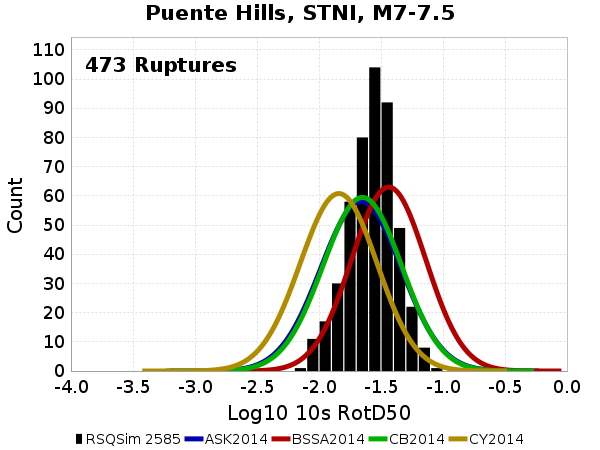 Puente Hills, STNI, M7-7.5
473 Ruptures
Count
110
100
90
80
70
60
50
40
30
20
10
0
-4.0 -3.5 -3.0 -2.5 -2.0 -1.5 -1.0 -0.5 0.0
Log10 10s RotD50
RSQSim 2585 ASK2014 BSSA2014 CB2014 CY2014